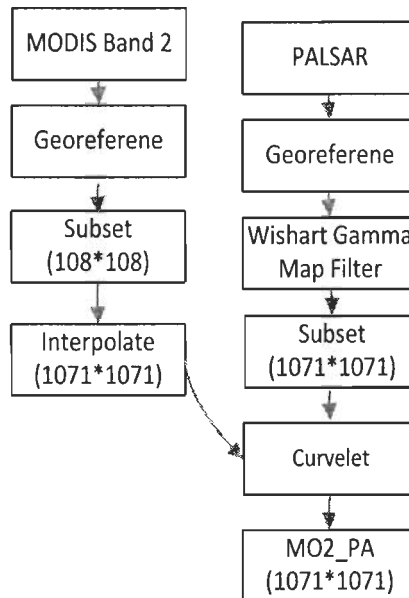 MODIS Band 2
Georeferene
Subset
(108*108)
Interpolate
(1071*1071)
PALSAR
Georeferene
Wishart Gamma
Map Filter
Subset
(1071*1071)
Curvelet
MO2_PA
(1071*1071)